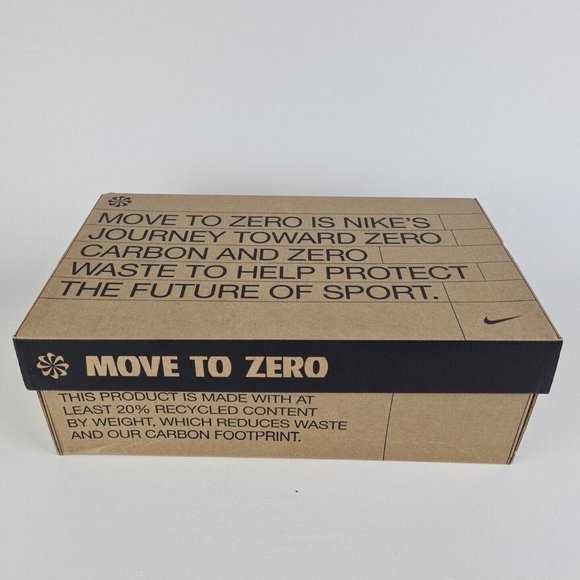 MOVE TO ZERO IS NIKE'S
JOURNEY TOWARD ZERO
CARBON AND ZERO
WASTE TO HELP PROTECT
THE FUTURE OF SPORT.
MOVE TO ZERO
THIS PRODUCT IS MADE WITH AT
LEAST 20% RECYCLED CONTENT
BY WEIGHT, WHICH REDUCES WASTE
AND OUR CARBON FOOTPRINT.